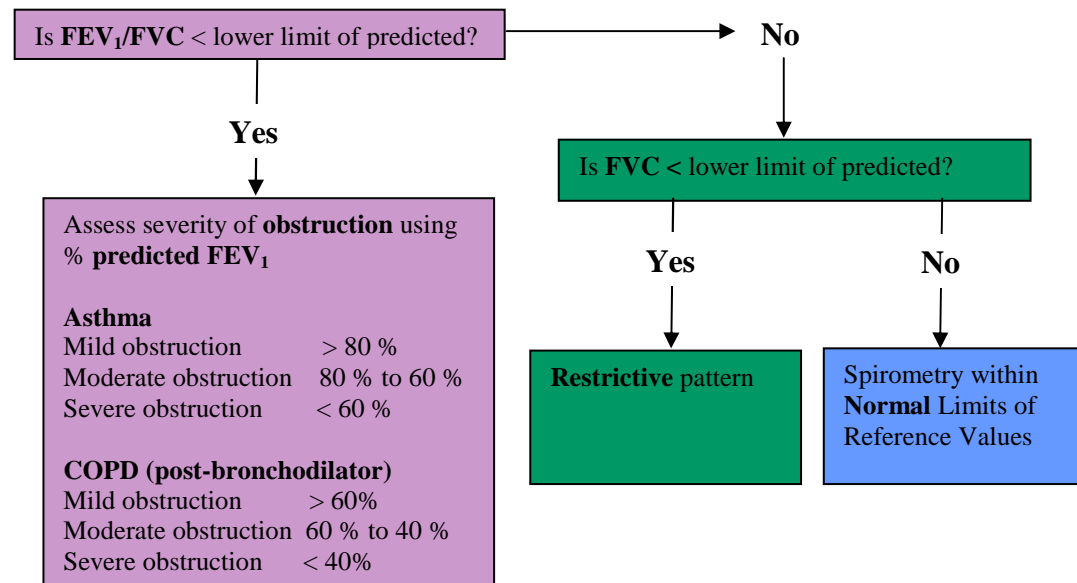 Is FEV₁/FVC < lower limit of predicted?
No
Yes
Is FVC < lower limit of predicted?
Assess severity of obstruction using
% predicted FEV₁
Asthma
Mild obstruction > 80 %
Moderate obstruction 80 % to 60 %
Severe obstruction < 60 %
COPD (post-bronchodilator)
Mild obstruction > 60%
Moderate obstruction 60 % to 40 %
Severe obstruction < 40%
Yes
No
Restrictive pattern
Spirometry within
Normal Limits of
Reference Values